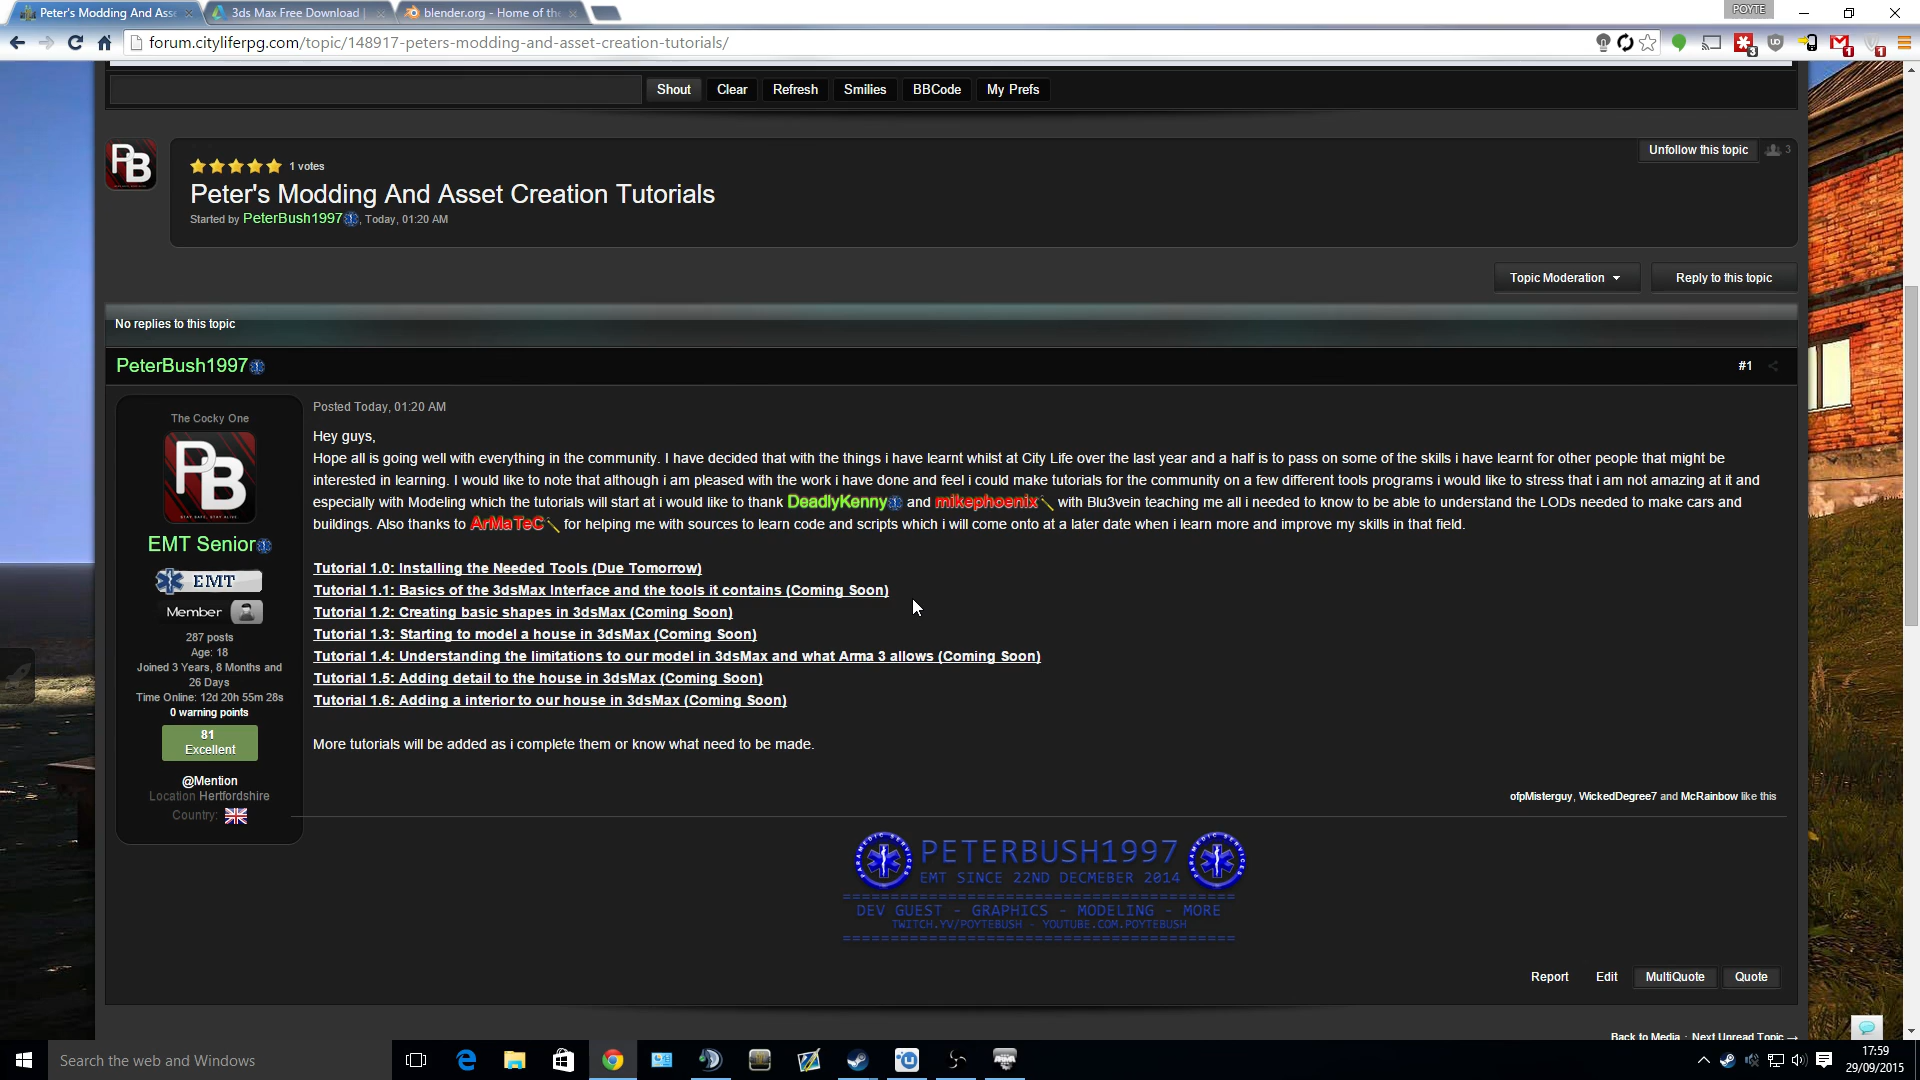 Peter's Modding And Ass
3ds Max Free Download |
blender.org - Home of the
POYTE
forum.cityliferpg.com/topic/148917-peters-modding-and-asset-creation-tutorials/
3
1
1
Shout
Clear
Refresh
Smilies
BBCode
My Prefs
PB
1 votes
Unfollow this topic
3
Peter's Modding And Asset Creation Tutorials
Started by PeterBush1997, Today, 01:20 AM
Topic Moderation
Reply to this topic
No replies to this topic
PeterBush1997
#1
The Cocky One
PB
EMT Senior
EMT
Member
287 posts
Age: 18
Joined 3 Years, 8 Months and
26 Days
Time Online: 12d 20h 55m 28s
0 warning points
81
Excellent
@Mention
Location Hertfordshire
Country:
Posted Today, 01:20 AM
Hey guys,
Hope all is going well with everything in the community. I have decided that with the things i have learnt whilst at City Life over the last year and a half is to pass on some of the skills i have learnt for other people that might be
interested in learning. I would like to note that although i am pleased with the work i have done and feel i could make tutorials for the community on a few different tools programs i would like to stress that i am not amazing at it and
especially with Modeling which the tutorials will start at i would like to thank DeadlyKenny and mikephoenix with Blu3vein teaching me all i needed to know to be able to understand the LODs needed to make cars and
buildings. Also thanks to ArMaTeC for helping me with sources to learn code and scripts which i will come onto at a later date when i learn more and improve my skills in that field.
Tutorial 1.0: Installing the Needed Tools (Due Tomorrow)
Tutorial 1.1: Basics of the 3dsMax Interface and the tools it contains (Coming Soon)
Tutorial 1.2: Creating basic shapes in 3dsMax (Coming Soon)
Tutorial 1.3: Starting to model a house in 3dsMax (Coming Soon)
Tutorial 1.4: Understanding the limitations to our model in 3dsMax and what Arma 3 allows (Coming Soon)
Tutorial 1.5: Adding detail to the house in 3dsMax (Coming Soon)
Tutorial 1.6: Adding a interior to our house in 3dsMax (Coming Soon)
More tutorials will be added as i complete them or know what need to be made.
ofpMisterguy, WickedDegree7 and McRainbow like this
PARAMEDIC SERVICES
PETERBUSH1997
PARAMEDIC SERVICES
EMT SINCE 22ND DECMEBER 2014
DEV GUEST - GRAPHICS - MODELING - MORE
TWITCH.YV/POYTEBUSH - YOUTUBE.COM.POYTEBUSH
Report
Edit
MultiQuote
Quote
Back to Media · Next Unread Topic →
Search the web and Windows
17:59
29/09/2015